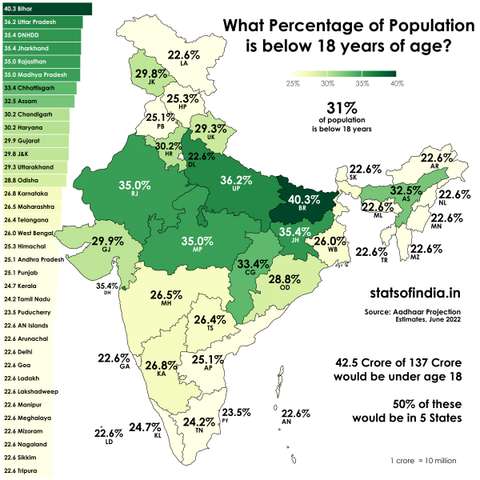 What Percentage of Population
is below 18 years of age?
25%
30%
35%
40%
31%
of population
is below 18 years
40.3 Bihor
36.2 Uttar Pradesh
35.4 DNHDD
35.4 Jharkhand
35.0 Rajasthan
35.0 Madhya Pradesh
33.4 Chhattisgarh
32.5 Assam
30.2 Chandigarh
30.2 Haryana
29.9 Gujarat
29.8 J&K
29.3 Uttarakhand
28.8 Odisha
26.8 Karnataka
26.5 Maharashtra
26.4 Telangana
26.0 West Bengal
25.3 Himachal
25.1 Andhra Pradesh
25.1 Punjab
24.7 Kerala
24.2 Tamil Nadu
23.5 Puducherry
22.6 AN Islands
22.6 Arunachal
22.6 Delhi
22.6 Goa
22.6 Ladakh
22.6 Lakshadweep
22.6 Manipur
22.6 Meghalaya
22.6 Mizoram
22.6 Nagaland
22.6 Sikkim
22.6 Tripura
22.6%
LA
29.8%
JK
25.3%
HP
25.1%
PB
29.3%
UK
30.2%
HR
22.6%
DL
35.0%
RJ
36.2%
UP
40.3%
BR
22.6%
SK
22.6%
AR
32.5%
AS
22.6%
NL
22.6%
ML
22.6%
MN
22.6%
TR
22.6%
MZ
29.9%
GJ
35.0%
MP
35.4%
JH
26.0%
WB
33.4%
CG
28.8%
OD
35.4%
DH
26.5%
MH
26.4%
TS
22.6%
GA
26.8%
KA
25.1%
AP
22.6%
LD
24.7%
KL
24.2%
TN
23.5%
PY
22.6%
AN
statsofindia.in
Source: Aadhaar Projection
Estimates, June 2022
42.5 Crore of 137 Crore
would be under age 18
50% of these
would be in 5 States
1 crore = 10 million